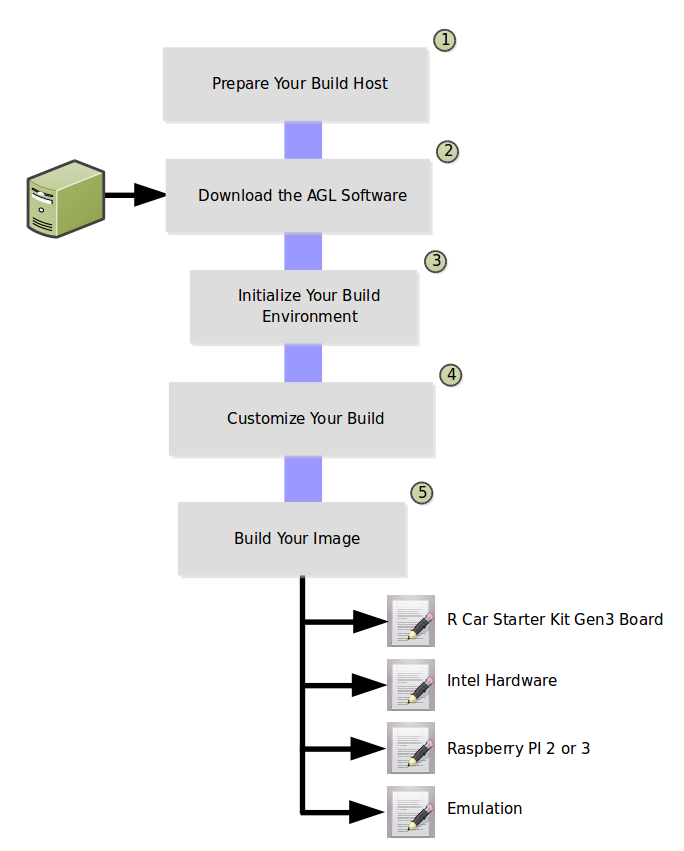 1
Prepare Your Build Host
2
Download the AGL Software
3
Initialize Your Build
Environment
4
Customize Your Build
5
Build Your Image
R Car Starter Kit Gen3 Board
Intel Hardware
Raspberry PI 2 or 3
Emulation